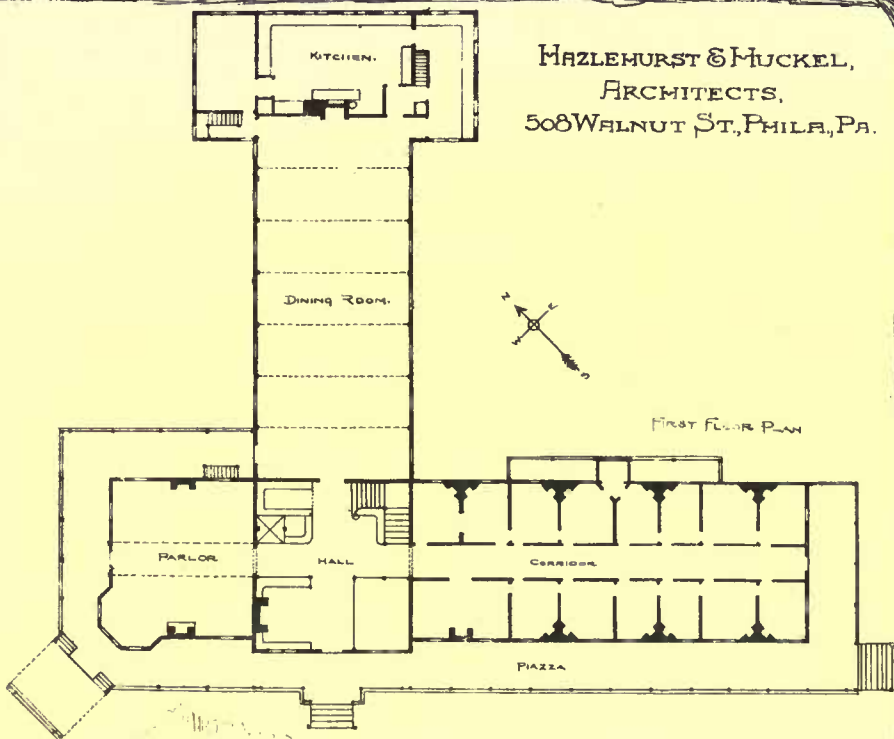 KITCHEN.
HAZLEHURST & HUCKEL,
ARCHITECTS,
508 WALNUT ST., PHILA., PA.
DINING ROOM.
N
E
W
S
FIRST FLOOR PLAN
PARLOR
HALL
CORRIDOR
PIAZZA